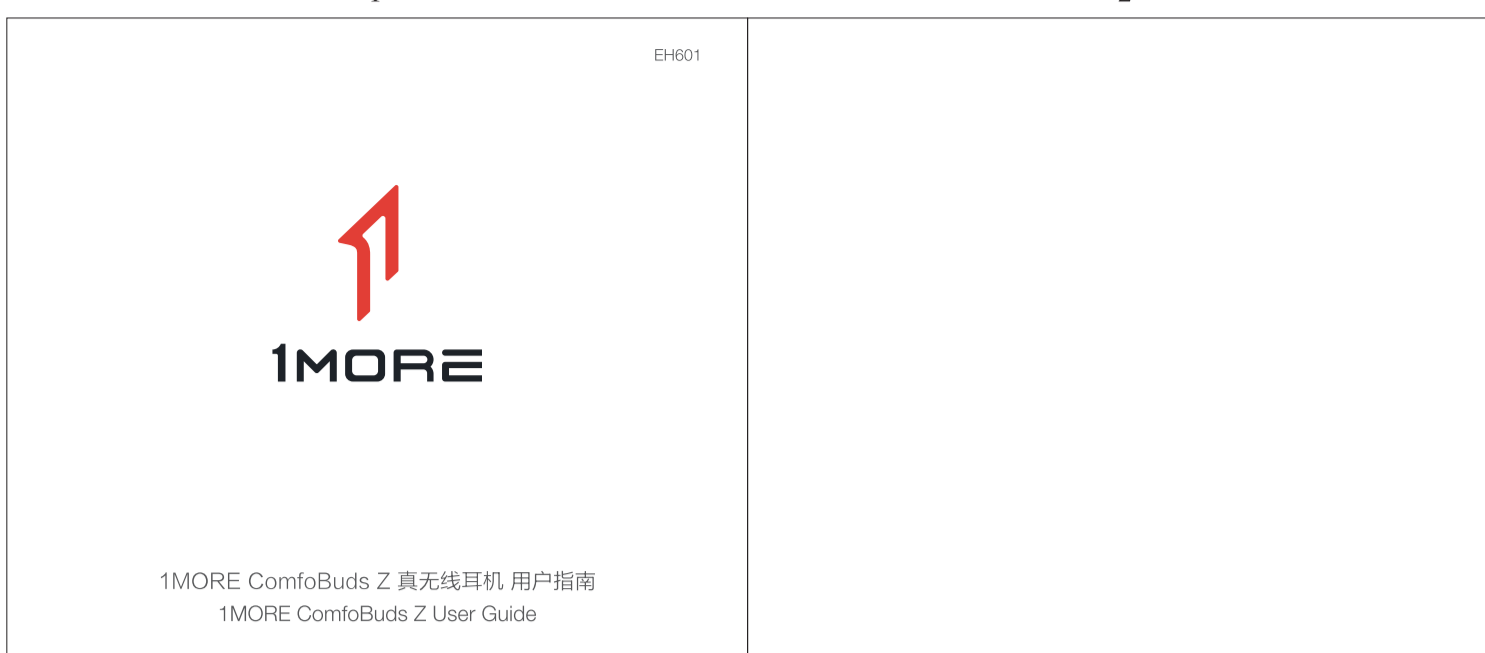 EH601
1MORE
1MORE ComfoBuds Z 真无线耳机 用户指南
1MORE ComfoBuds Z User Guide